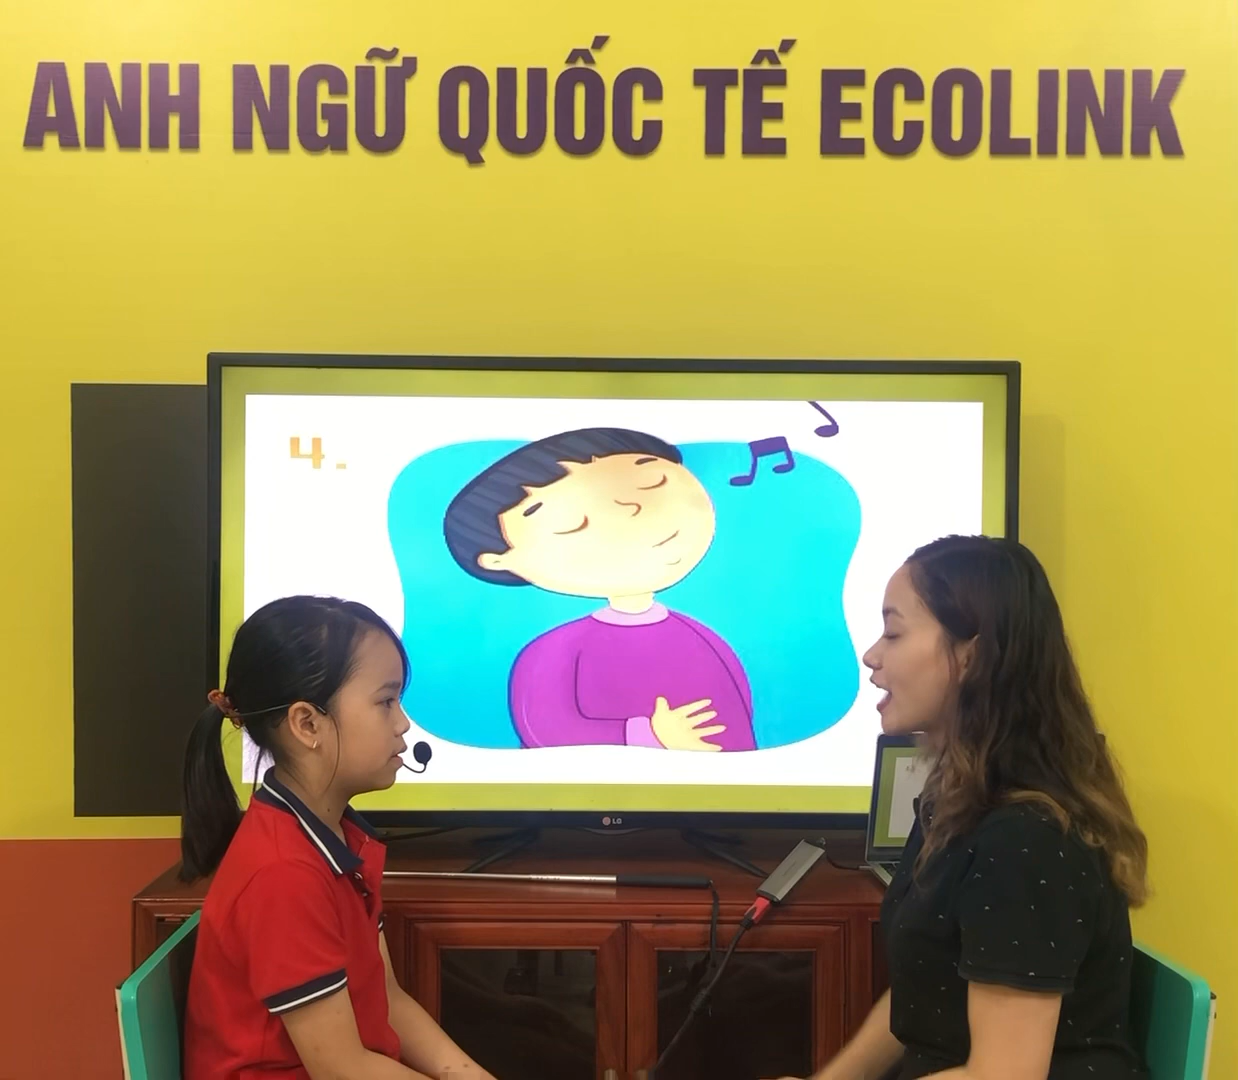 ANH NGỮ QUỐC TẾ ECOLINK
4.
LG